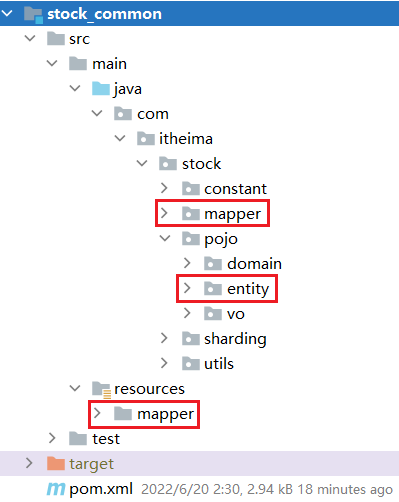 stock_common
src
main
java
com
itheima
stock
constant
mapper
pojo
domain
entity
vo
sharding
utils
resources
mapper
test
target
pom.xml 2022/6/20 2:30, 2.94 kB 18 minutes ago